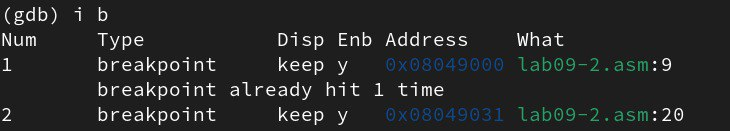 (gdb) i b
Num     Type           Disp Enb Address    What
1       breakpoint     keep y   0x08049000 lab09-2.asm:9
        breakpoint already hit 1 time
2       breakpoint     keep y   0x08049031 lab09-2.asm:20